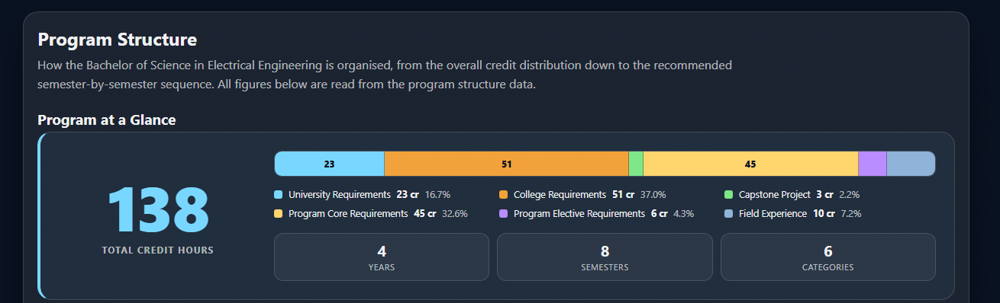 Program Structure
How the Bachelor of Science in Electrical Engineering is organised, from the overall credit distribution down to the recommended
semester-by-semester sequence. All figures below are read from the program structure data.
Program at a Glance
138
TOTAL CREDIT HOURS
23 51 45
University Requirements 23 cr 16.7% College Requirements 51 cr 37.0% Capstone Project 3 cr 2.2%
Program Core Requirements 45 cr 32.6% Program Elective Requirements 6 cr 4.3% Field Experience 10 cr 7.2%
4 8 6
YEARS SEMESTERS CATEGORIES